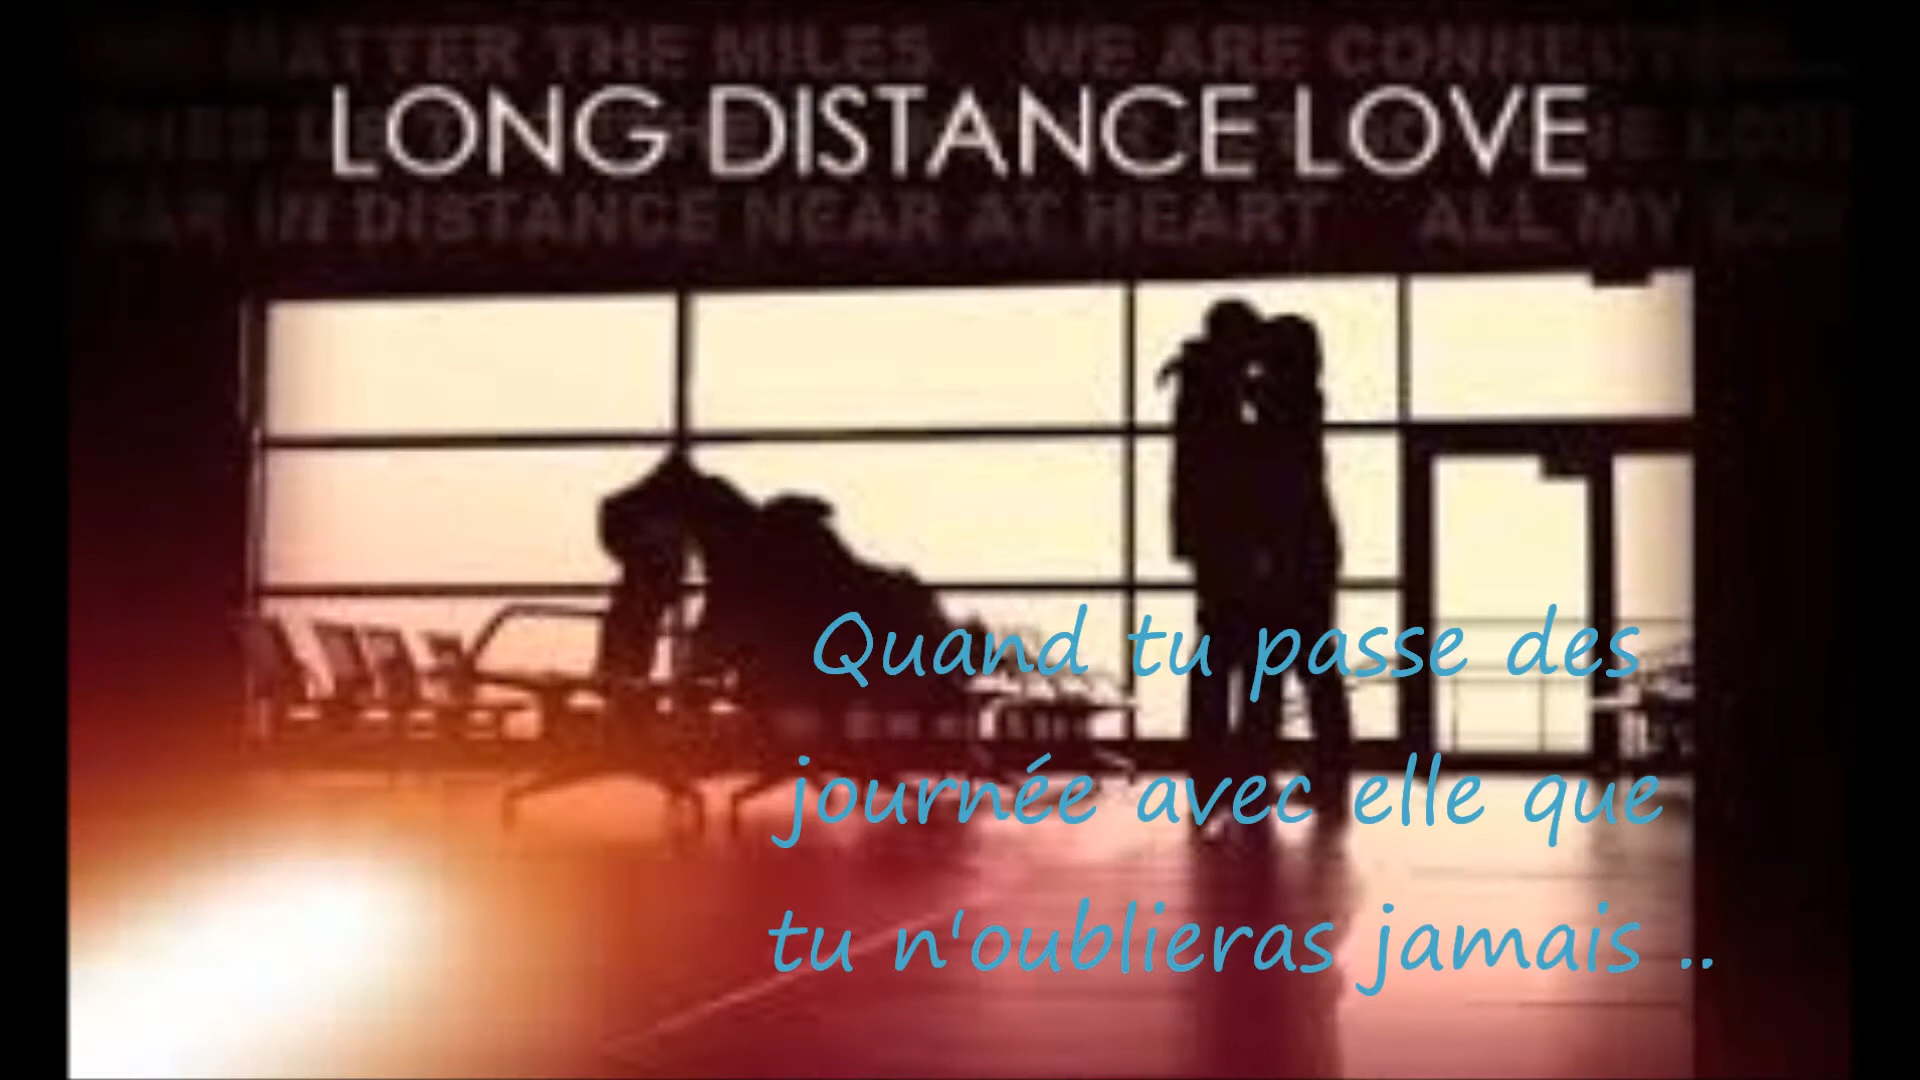 MATTER THE MILES WE ARE
LONG DISTANCE LOVE
IN DISTANCE NEAR AT HEART ALL MY
Quand tu passe des
journée avec elle que
tu n'oublieras jamais ..